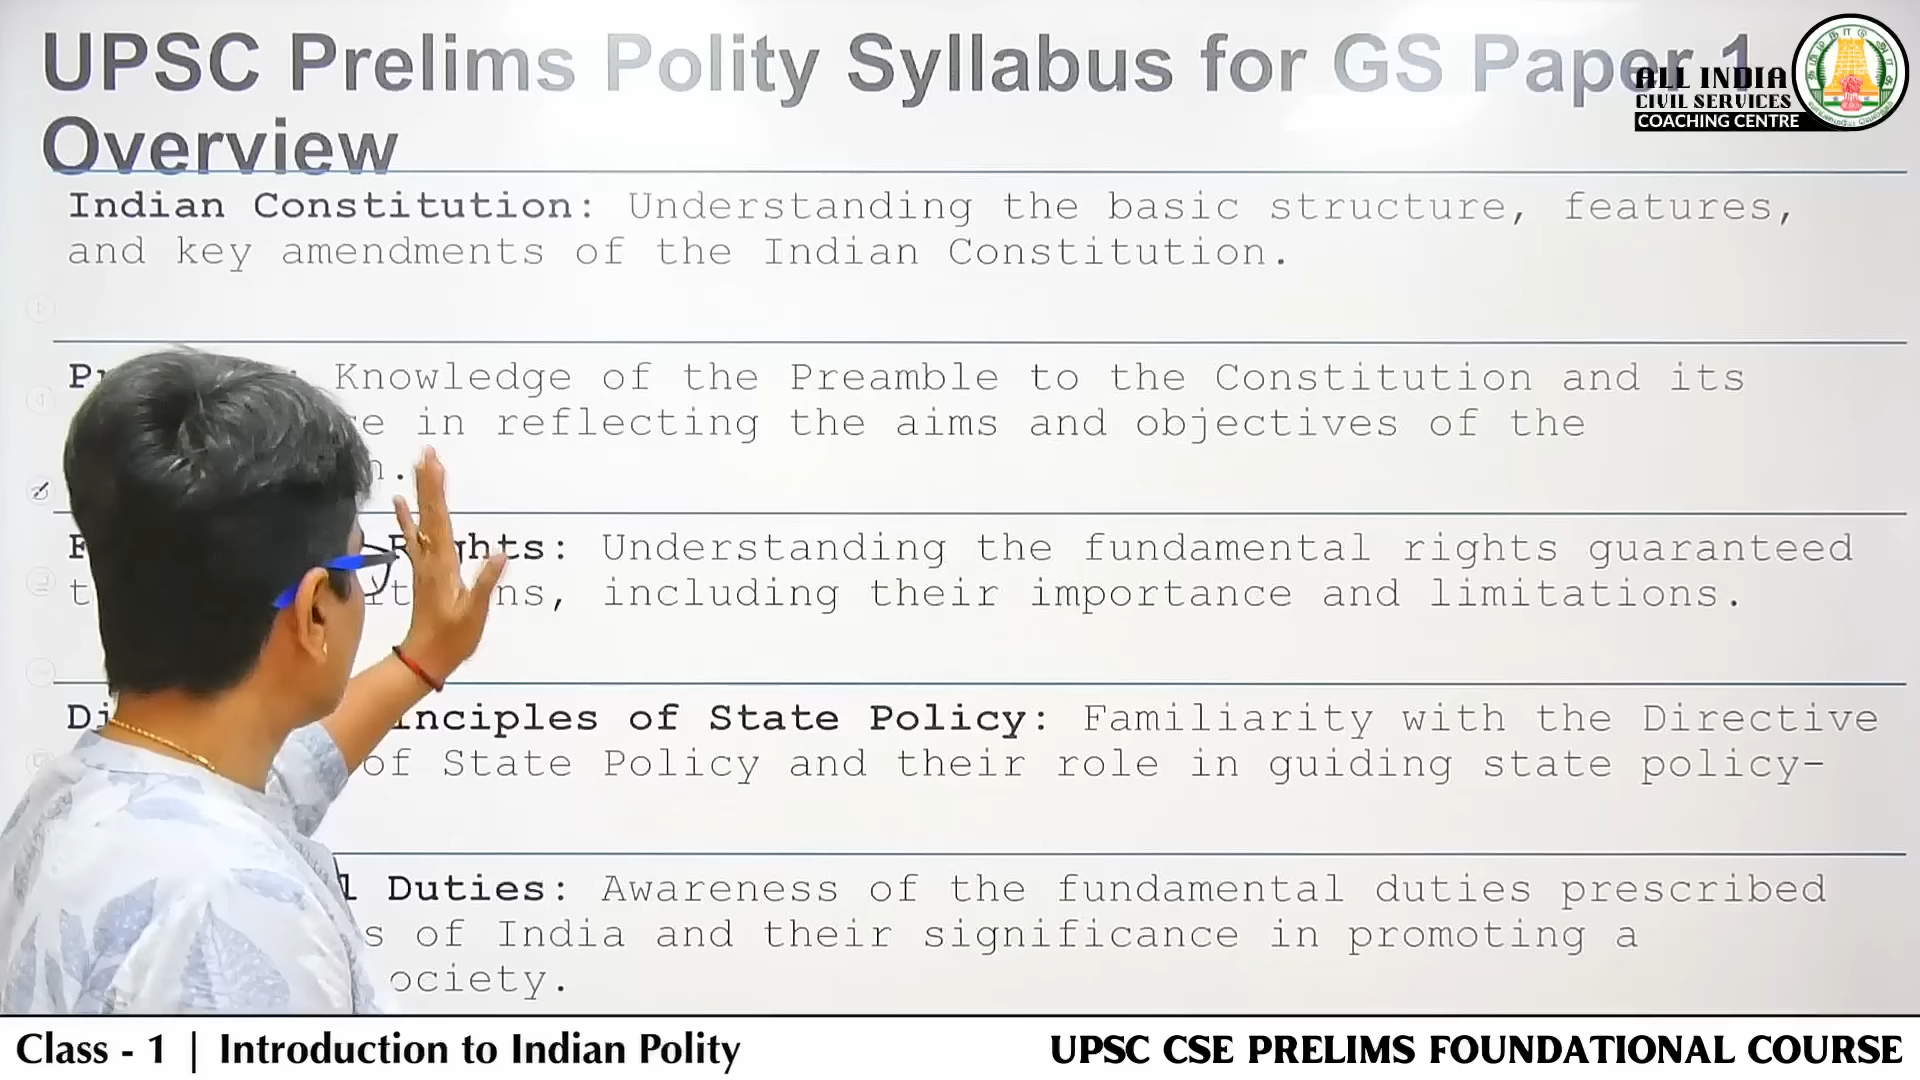 UPSC Prelims Polity Syllabus for GS Paper 1
Overview
ALL INDIA
CIVIL SERVICES
COACHING CENTRE
Indian Constitution: Understanding the basic structure, features,
and key amendments of the Indian Constitution.
Knowledge of the Preamble to the Constitution and its
in reflecting the aims and objectives of the
Rights: Understanding the fundamental rights guaranteed
including their importance and limitations.
of State Policy: Familiarity with the Directive
of State Policy and their role in guiding state policy-
Duties: Awareness of the fundamental duties prescribed
of India and their significance in promoting a
Class - 1 | Introduction to Indian Polity
UPSC CSE PRELIMS FOUNDATIONAL COURSE